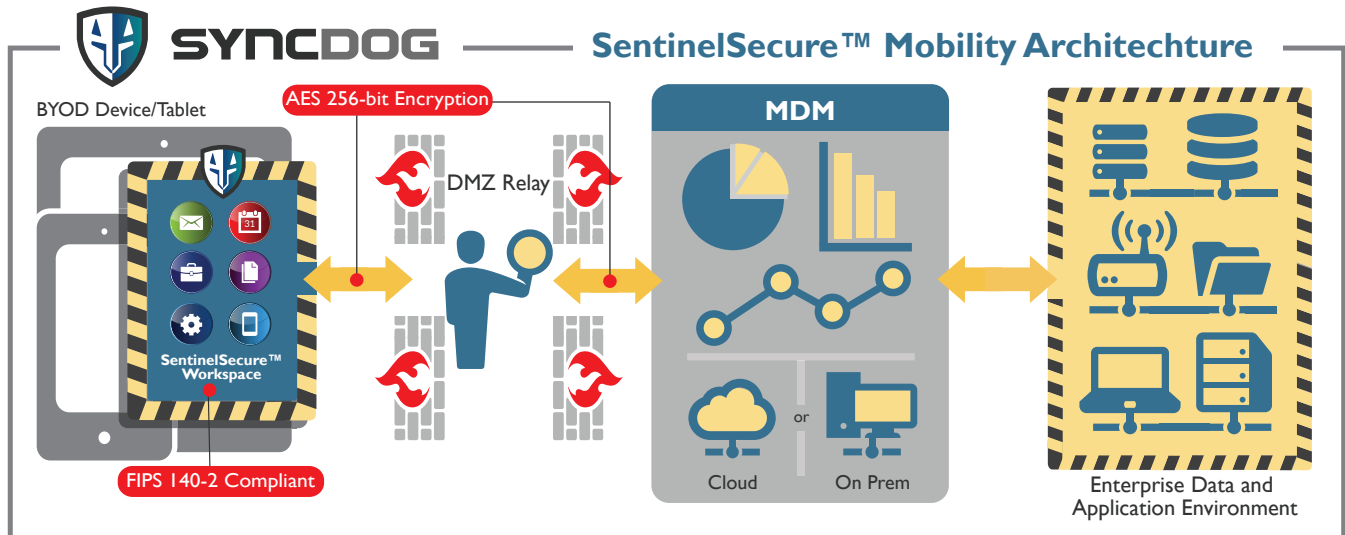 SYNCDOG
SentinelSecure™ Mobility Architechture
BYOD Device/Tablet
AES 256-bit Encryption
MDM
DMZ Relay
31
SentinelSecure™
Workspace
FIPS 140-2 Compliant
or
Cloud
On Prem
Enterprise Data and
Application Environment